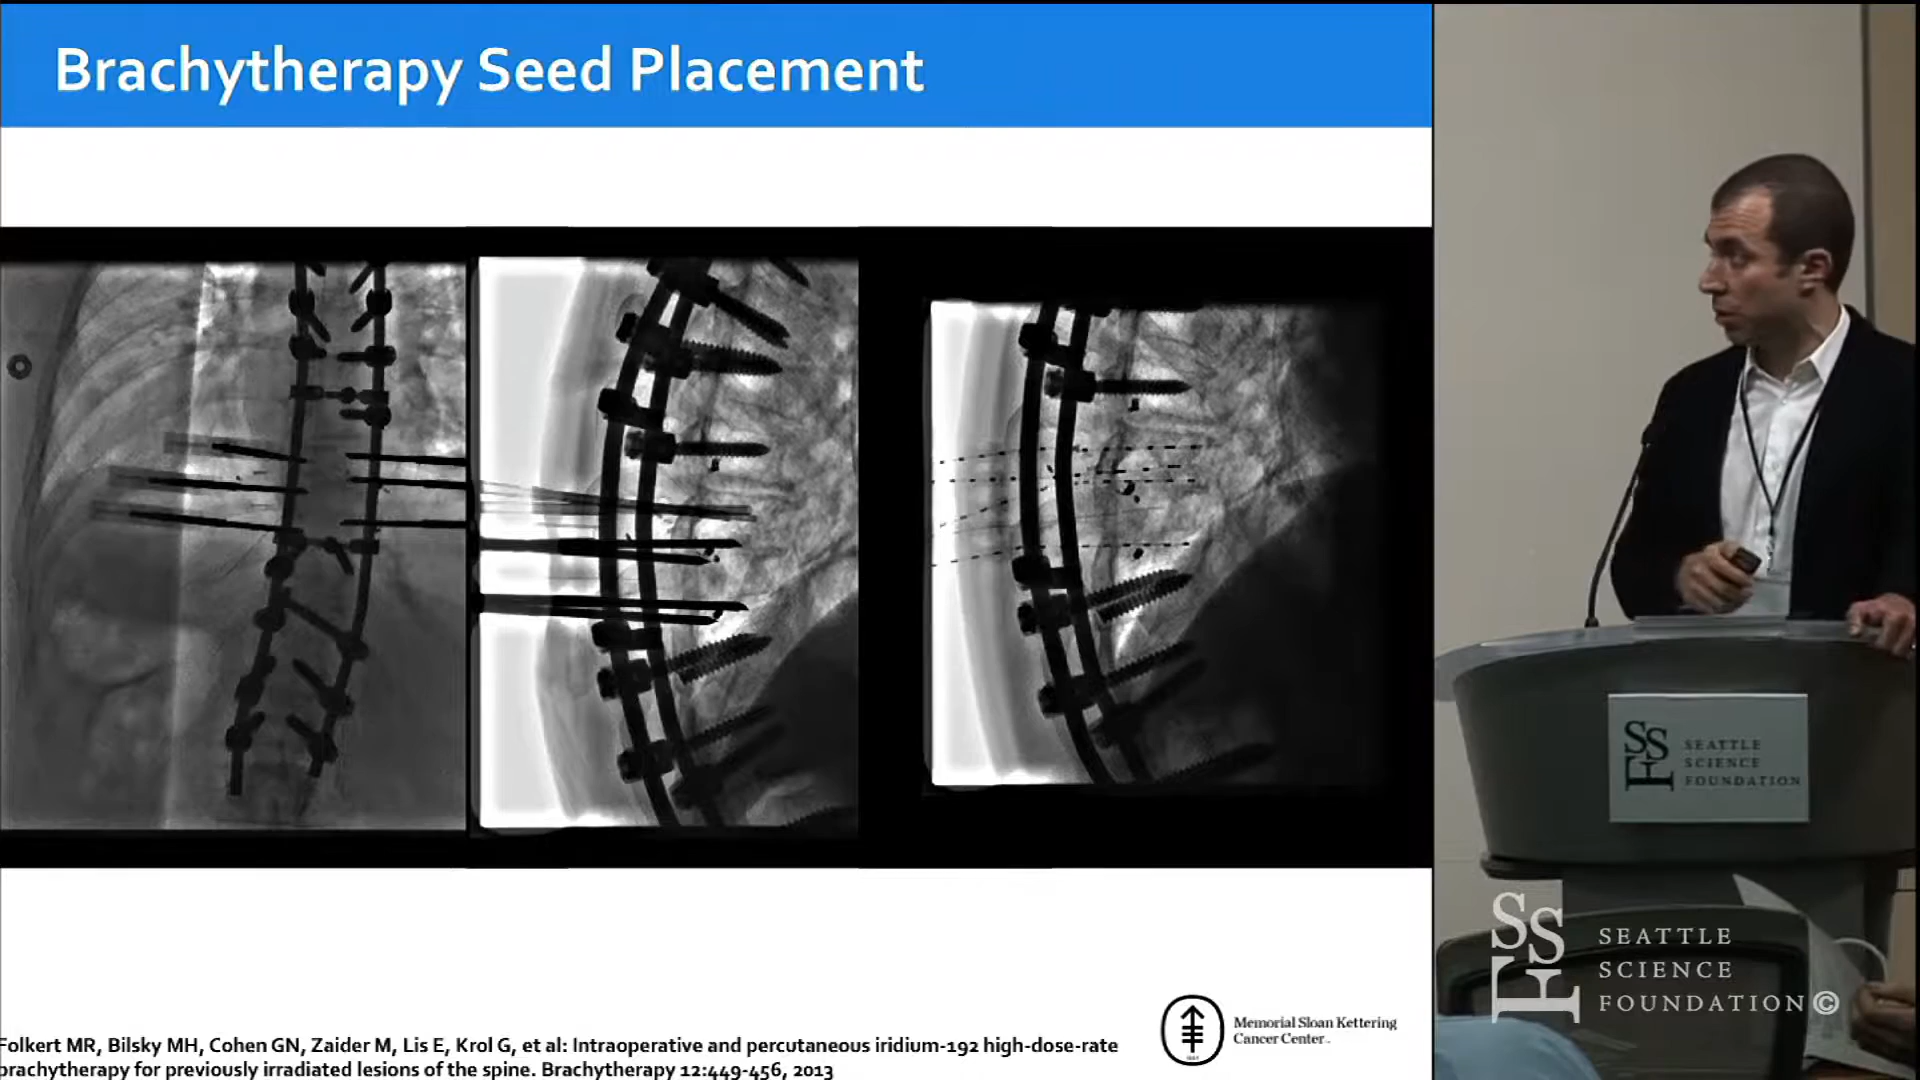 Brachytherapy Seed Placement
Folkert MR, Bilsky MH, Cohen GN, Zaider M, Lis E, Krol G, et al: Intraoperative and percutaneous iridium-192 high-dose-rate
brachytherapy for previously irradiated lesions of the spine. Brachytherapy 12:449-456, 2013
Memorial Sloan Kettering
Cancer Center
SEATTLE
SCIENCE
FOUNDATION
SEATTLE
SCIENCE
FOUNDATION©